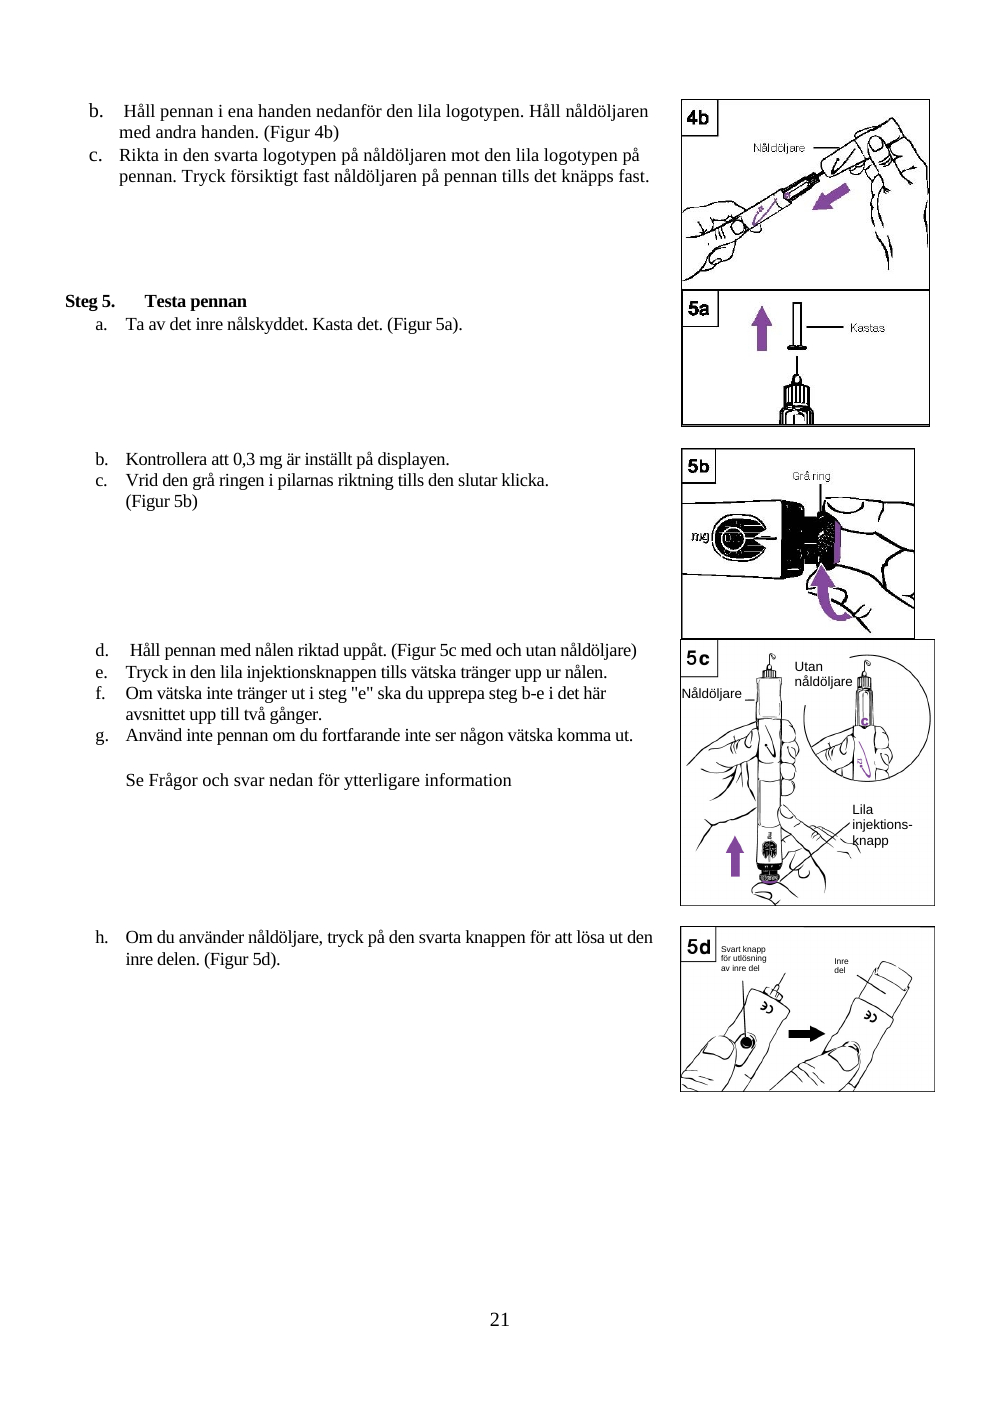 b. Håll pennan i ena handen nedanför den lila logotypen. Håll nåldöljaren
med andra handen. (Figur 4b)
c. Rikta in den svarta logotypen på nåldöljaren mot den lila logotypen på
pennan. Tryck försiktigt fast nåldöljaren på pennan tills det knäpps fast.
4b
Nåldöljare
Steg 5. Testa pennan
a. Ta av det inre nålskyddet. Kasta det. (Figur 5a).
5a
Kastas
b. Kontrollera att 0,3 mg är inställt på displayen.
c. Vrid den grå ringen i pilarnas riktning tills den slutar klicka.
(Figur 5b)
5b
Grå ring
mg
d. Håll pennan med nålen riktad uppåt. (Figur 5c med och utan nåldöljare)
e. Tryck in den lila injektionsknappen tills vätska tränger upp ur nålen.
f. Om vätska inte tränger ut i steg "e" ska du upprepa steg b-e i det här
avsnittet upp till två gånger.
g. Använd inte pennan om du fortfarande inte ser någon vätska komma ut.
Se Frågor och svar nedan för ytterligare information
5c
Utan
nåldöljare
Nåldöljare
c
Lila
injektions-
knapp
h. Om du använder nåldöljare, tryck på den svarta knappen för att lösa ut den
inre delen. (Figur 5d).
5d
Svart knapp
för utlösning
av inre del
Inre
del
CE
CE
21